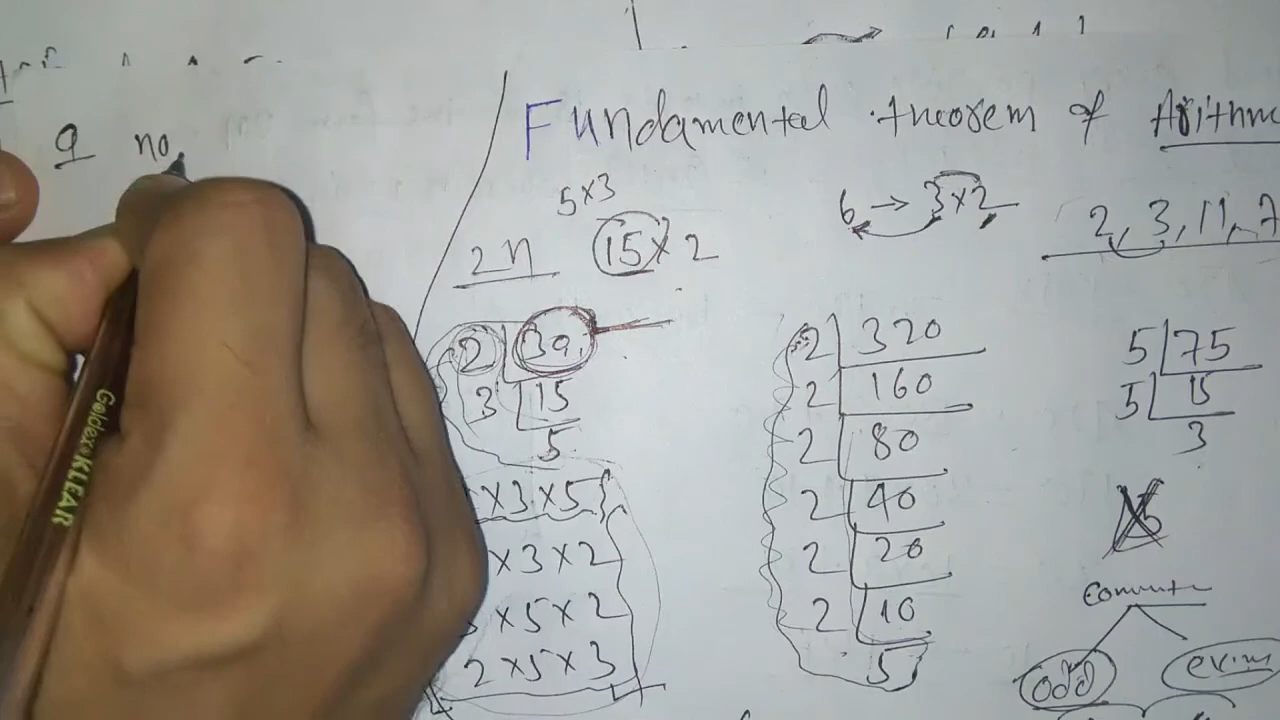 9 no
Fundamental theorem of Arithm
5×3
6 → 3×2
2, 3, 11, 7
2n 15×2
2 30
3 15
5
×3×5
×3×2
×5×2
2×5×3
2 320
2 160
2 80
2 40
2 20
2 10
5
5 75
5 15
3
odd
Goldex KLEAR